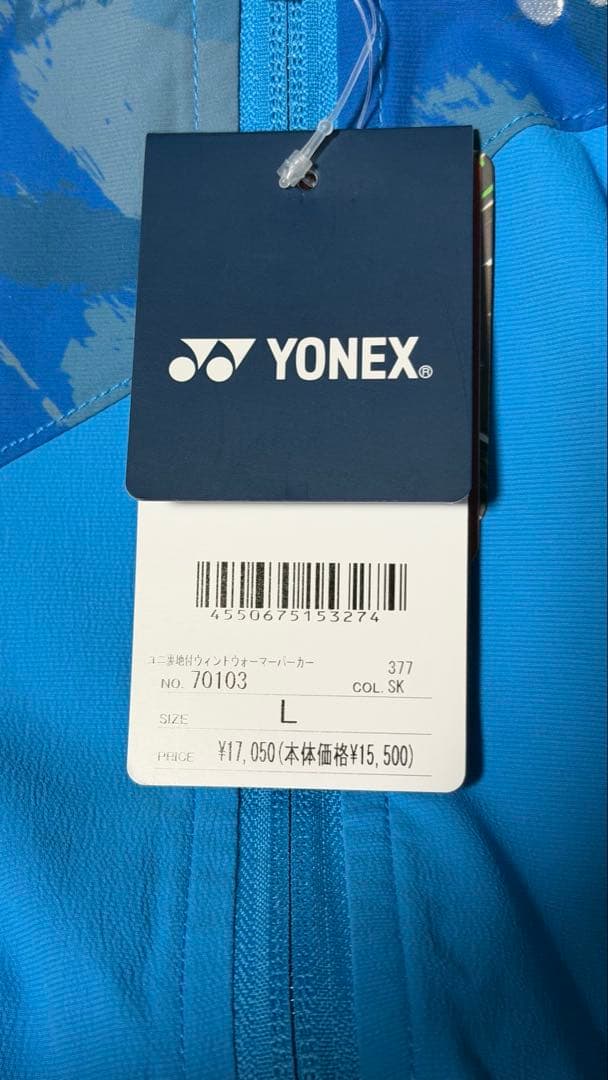 YONEX®
4550675153274
ユニ裏地付ウィンドウォーマーパーカー 377
NO. 70103 COL. SK
SIZE L
PRICE ¥17,050(本体価格¥15,500)